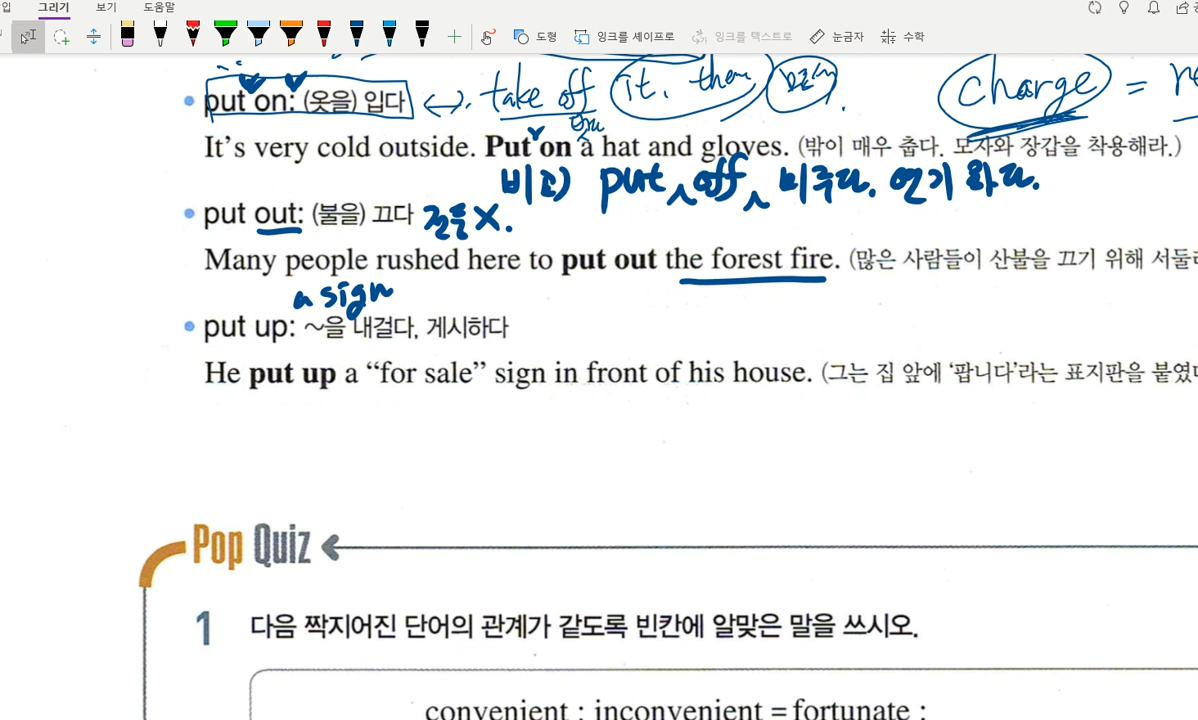 그리기 보기 도움말
도형 잉크를 셰이프로 잉크를 텍스트로 눈금자 수학
put on: (옷을) 입다 ↔ take off it, them charge =
It's very cold outside. Put on a hat and gloves. (밖이 매우 춥다. 모자와 장갑을 착용해라.)
비교) put off 미루다. 연기하다.
put out: (불을) 끄다 전등X.
Many people rushed here to put out the forest fire. (많은 사람들이 산불을 끄기 위해 서둘러
a sign
put up: ～을 내걸다, 게시하다
He put up a “for sale” sign in front of his house. (그는 집 앞에 ‘팝니다’라는 표지판을 붙였다
Pop Quiz
1 다음 짝지어진 단어의 관계가 같도록 빈칸에 알맞은 말을 쓰시오.
convenient : inconvenient = fortunate :